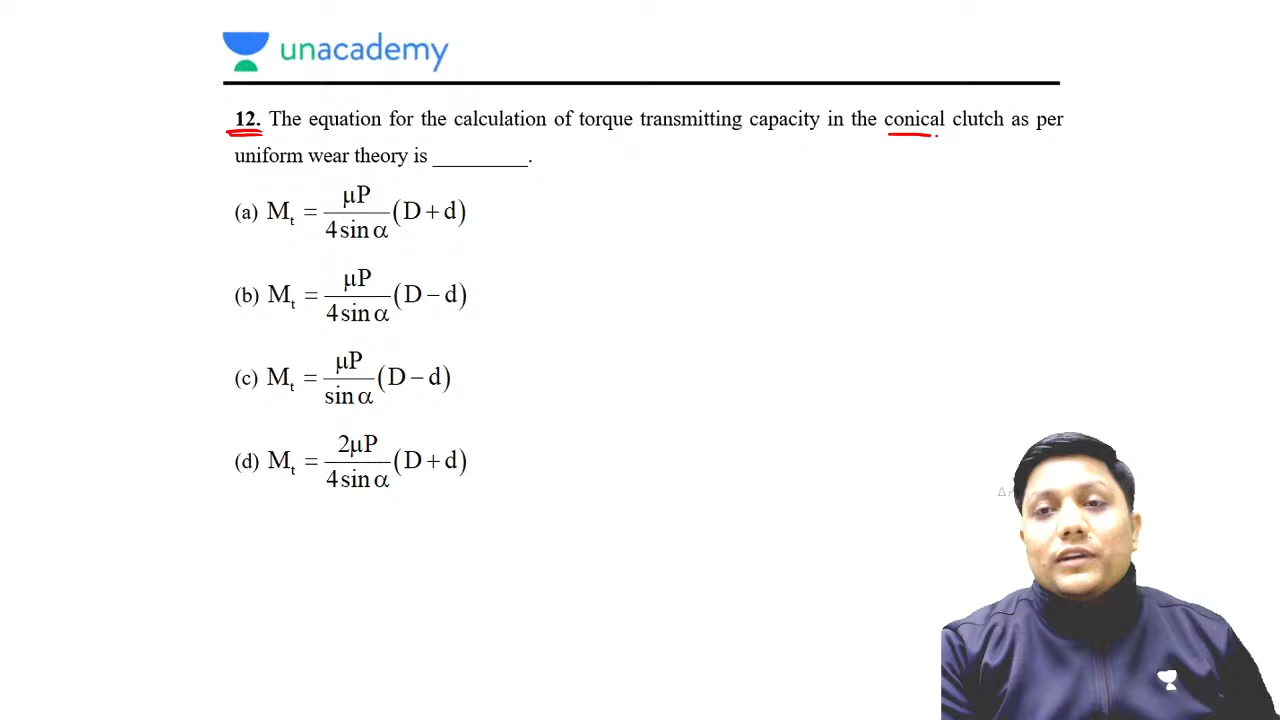 unacademy
12. The equation for the calculation of torque transmitting capacity in the conical clutch as per
uniform wear theory is _________.
(a) Mₜ = μP / 4 sin α (D + d)
(b) Mₜ = μP / 4 sin α (D − d)
(c) Mₜ = μP / sin α (D − d)
(d) Mₜ = 2μP / 4 sin α (D + d)